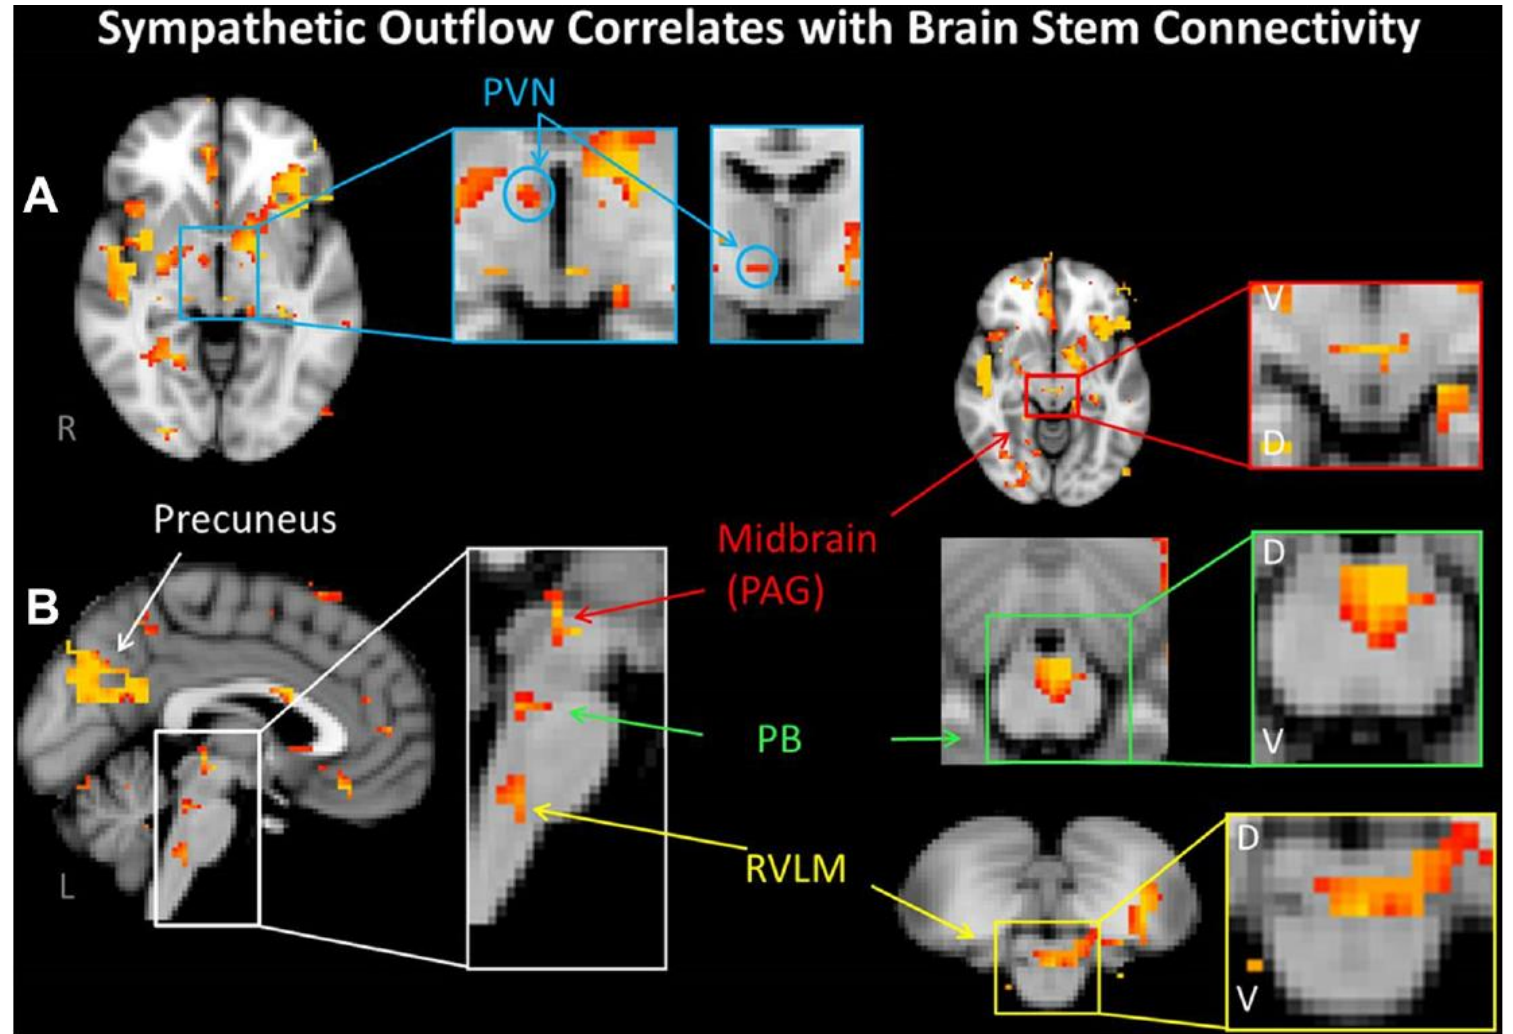 Sympathetic Outflow Correlates with Brain Stem Connectivity
PVN
A
V
D
R
Precuneus
Midbrain
(PAG)
D
B
PB
V
RVLM
D
L
V